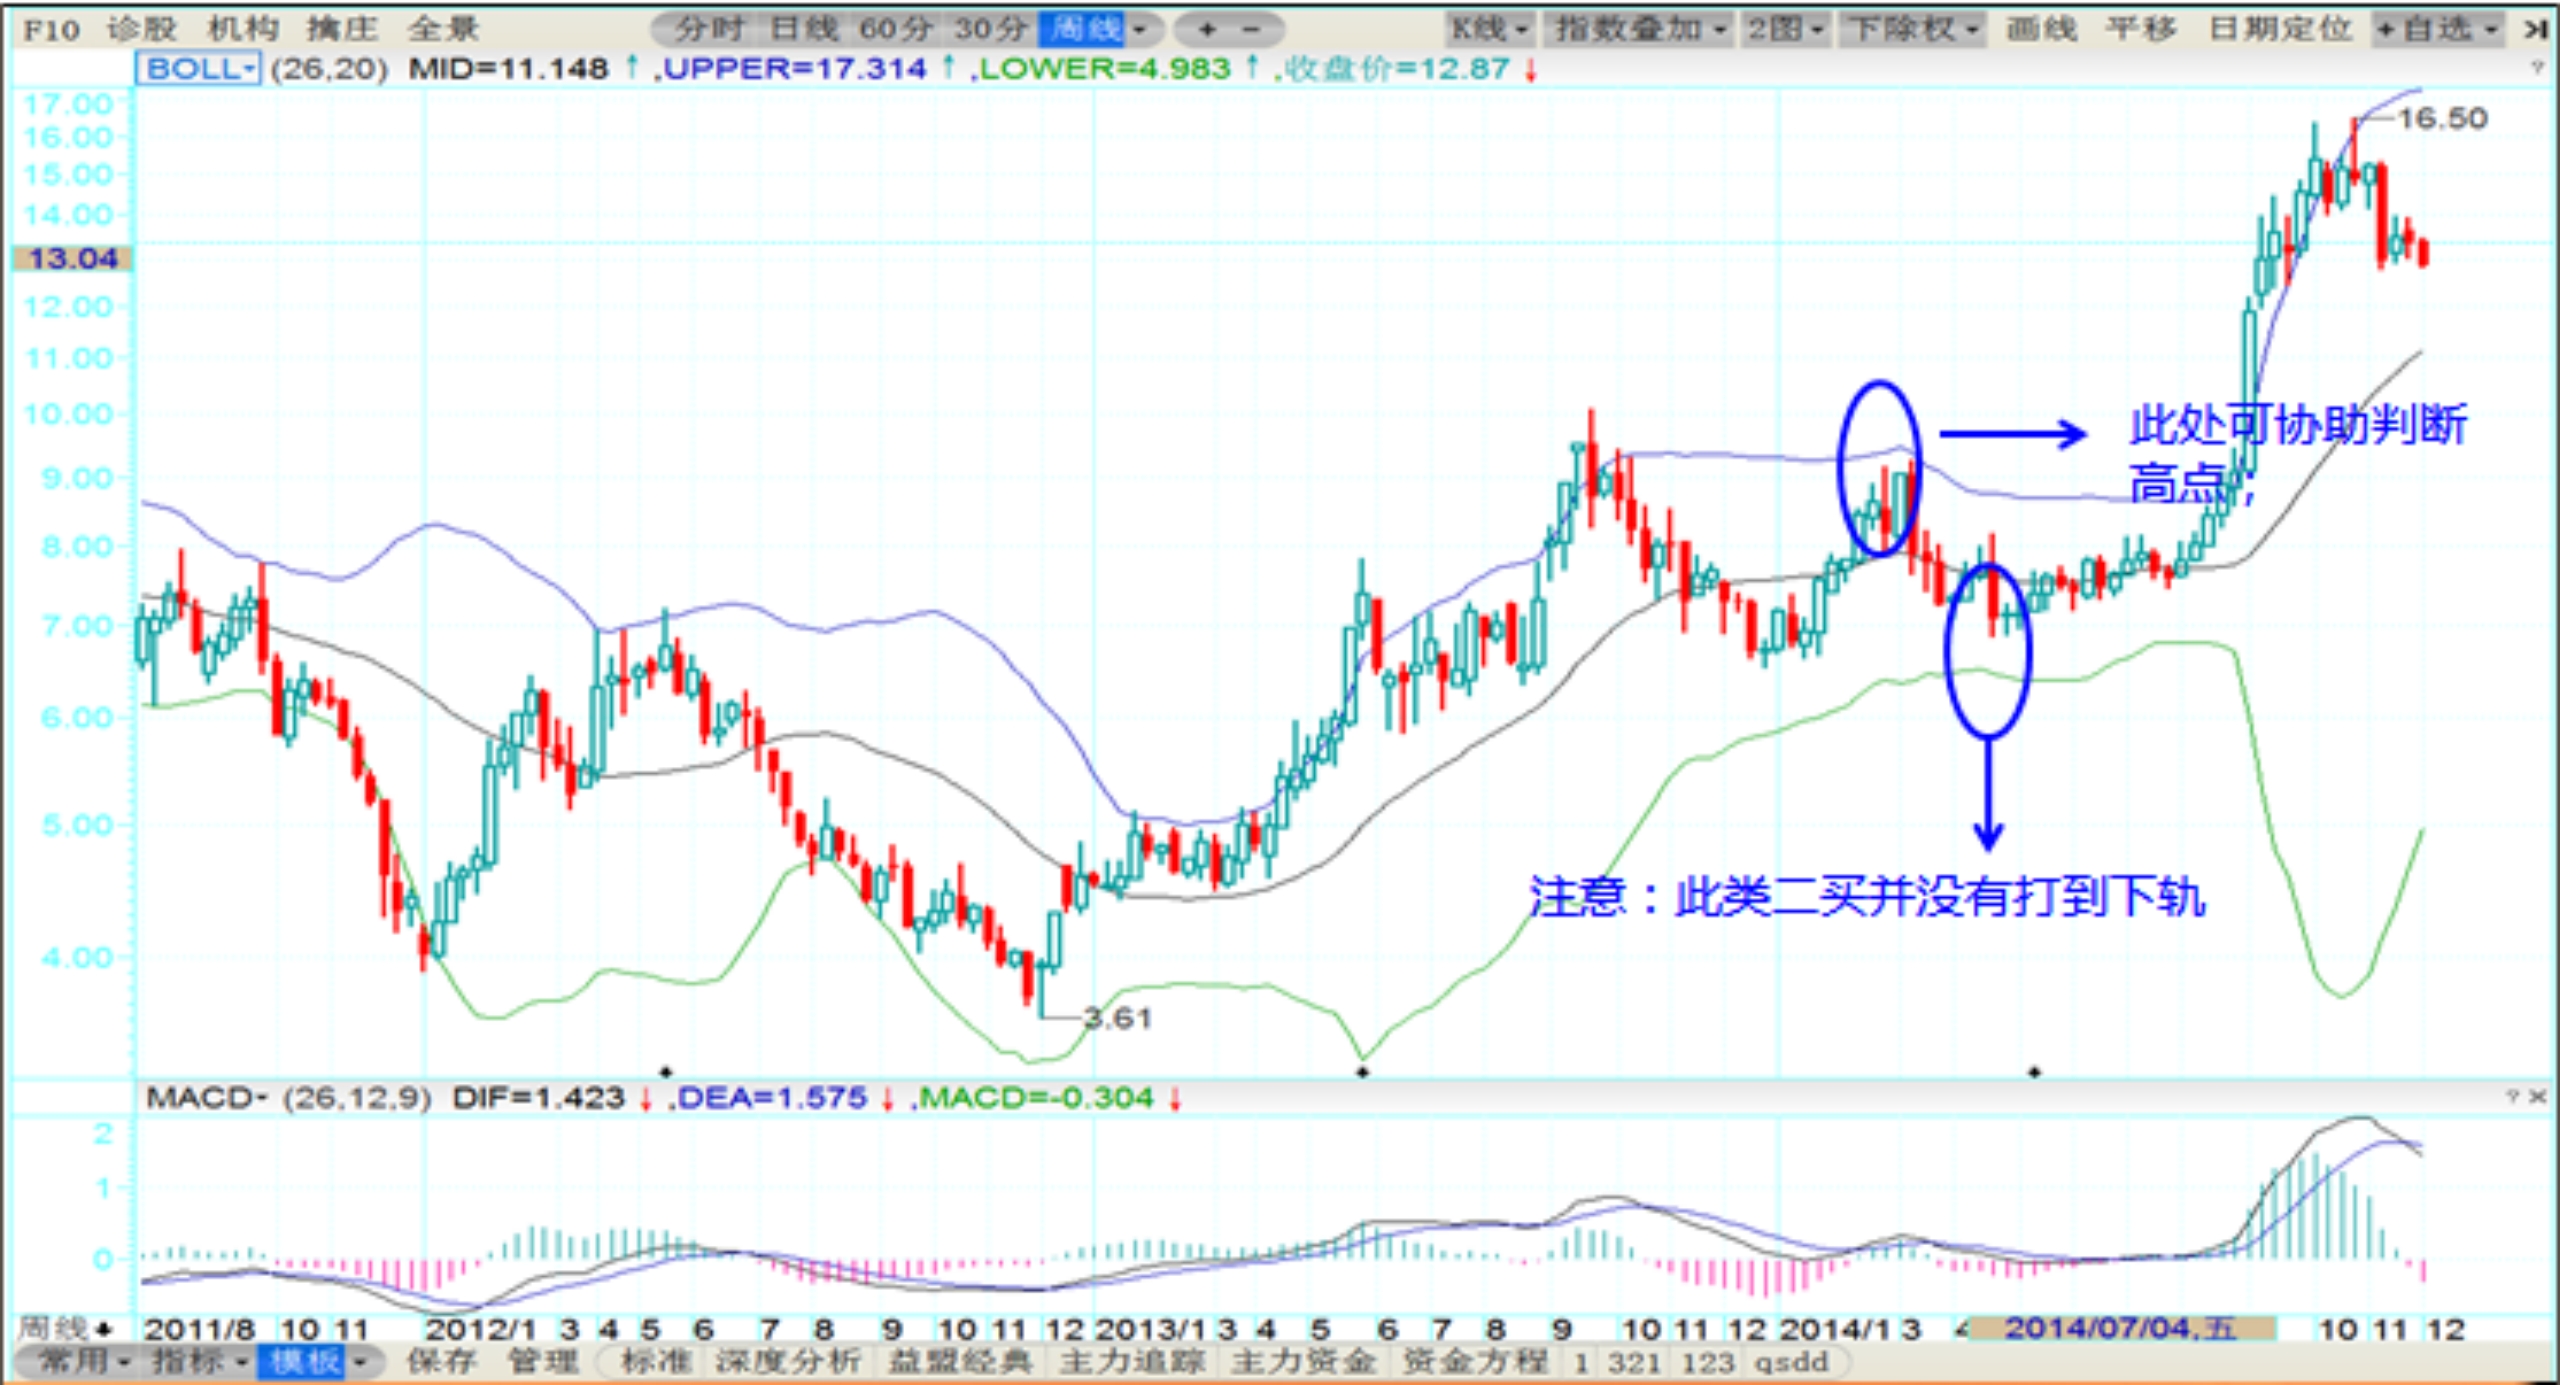 F10 诊股 机构 擒庄 全景 分时 日线 60分 30分 周线 + - K线 指数叠加 2图 下除权 画线 平移 日期定位 +自选
BOLL (26,20) MID=11.148 ↑ ,UPPER=17.314 ↑ ,LOWER=4.983 ↑ ,收盘价=12.87 ↓ ?
17.00
16.50
16.00
15.00
14.00
13.04
12.00
11.00
10.00
此处可协助判断
9.00
高点；
8.00
7.00
6.00
5.00
注意：此类二买并没有打到下轨
4.00
3.61
MACD (26,12,9) DIF=1.423 ↓ ,DEA=1.575 ↓ ,MACD=-0.304 ↓ ? ×
2
1
0
周线 2011/8 10 11 2012/1 3 4 5 6 7 8 9 10 11 12 2013/1 3 4 5 6 7 8 9 10 11 12 2014/1 3 4 2014/07/04,五 10 11 12
常用 指标 模板 保存 管理 标准 深度分析 益盟经典 主力追踪 主力资金 资金方程 1 321 123 qsdd